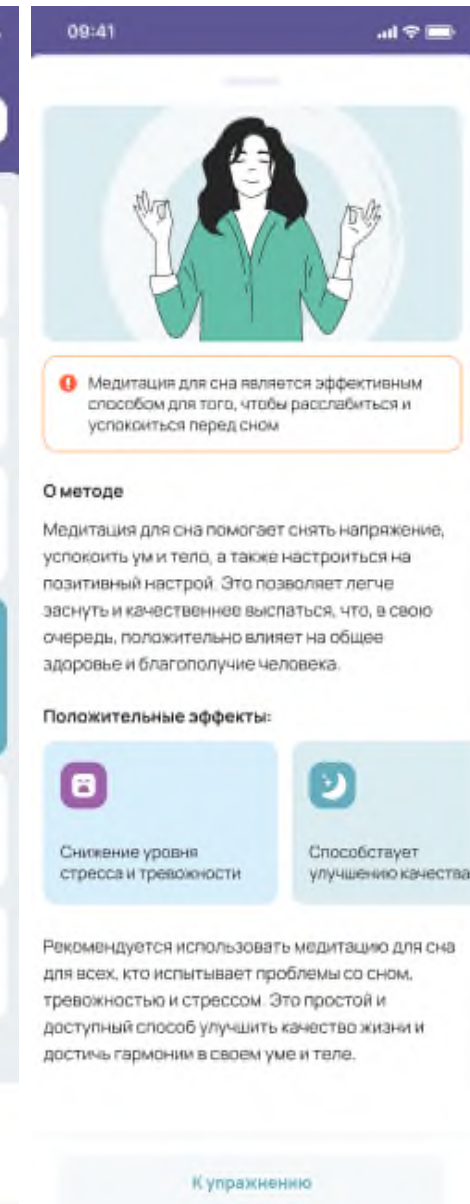 09:41
Медитация для сна является эффективным
способом для того, чтобы расслабиться и
успокоиться перед сном
О методе
Медитация для сна помогает снять напряжение,
успокоить ум и тело, а также настроиться на
позитивный настрой. Это позволяет легче
заснуть и качественнее выспаться, что, в свою
очередь, положительно влияет на общее
здоровье и благополучие человека.
Положительные эффекты:
Снижение уровня
стресса и тревожности
Способствует
улучшению качества
Рекомендуется использовать медитацию для сна
для всех, кто испытывает проблемы со сном,
тревожностью и стрессом. Это простой и
доступный способ улучшить качество жизни и
достичь гармонии в своем уме и теле.
К упражнению